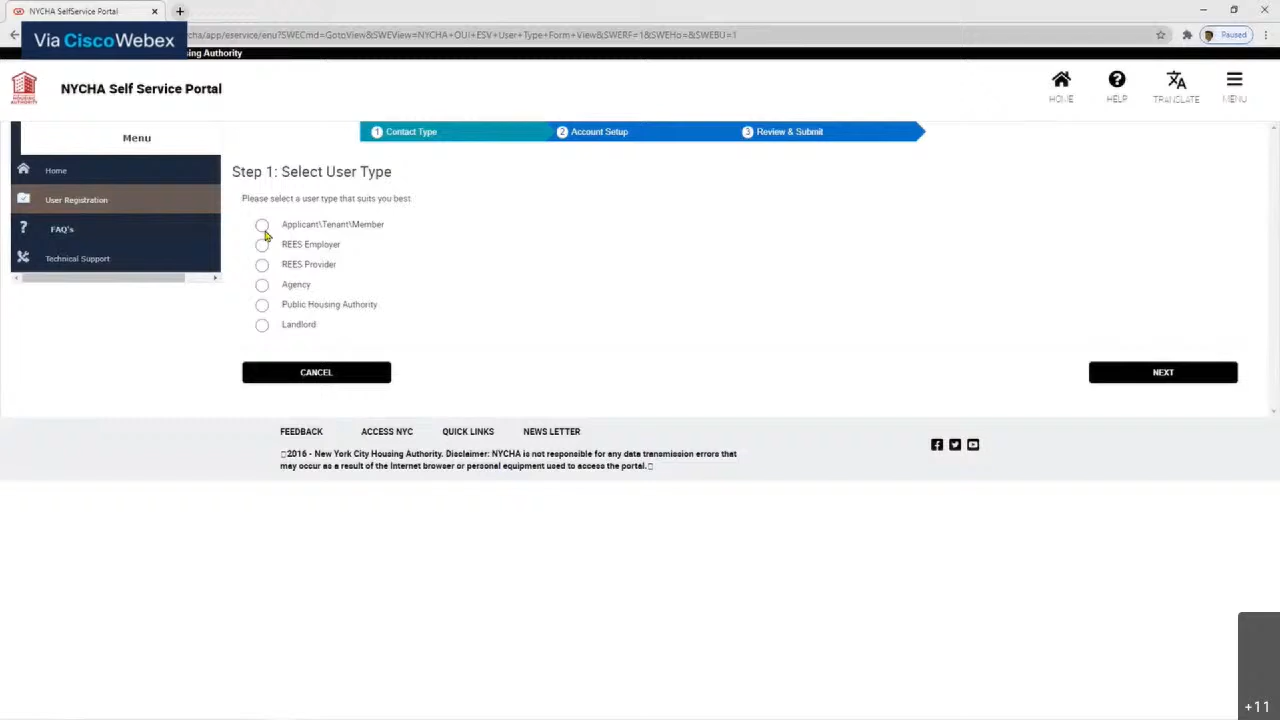 NYCHA SelfService Portal
Via CiscoWebex
cha/app/eservice/enu?SWECmd=GotoView&SWEView=NYCHA+OUI+ESV+User+Type+Form+View&SWERF=1&SWEHo=&SWEBU=1
Paused
sing Authority
NYCHA Self Service Portal
HOME
HELP
TRANSLATE
MENU
Menu
1 Contact Type
2 Account Setup
3 Review & Submit
Home
User Registration
FAQ's
Technical Support
Step 1: Select User Type
Please select a user type that suits you best
Applicant\Tenant\Member
REES Employer
REES Provider
Agency
Public Housing Authority
Landlord
CANCEL
NEXT
FEEDBACK
ACCESS NYC
QUICK LINKS
NEWS LETTER
2016 - New York City Housing Authority. Disclaimer: NYCHA is not responsible for any data transmission errors that
may occur as a result of the Internet browser or personal equipment used to access the portal.
+11